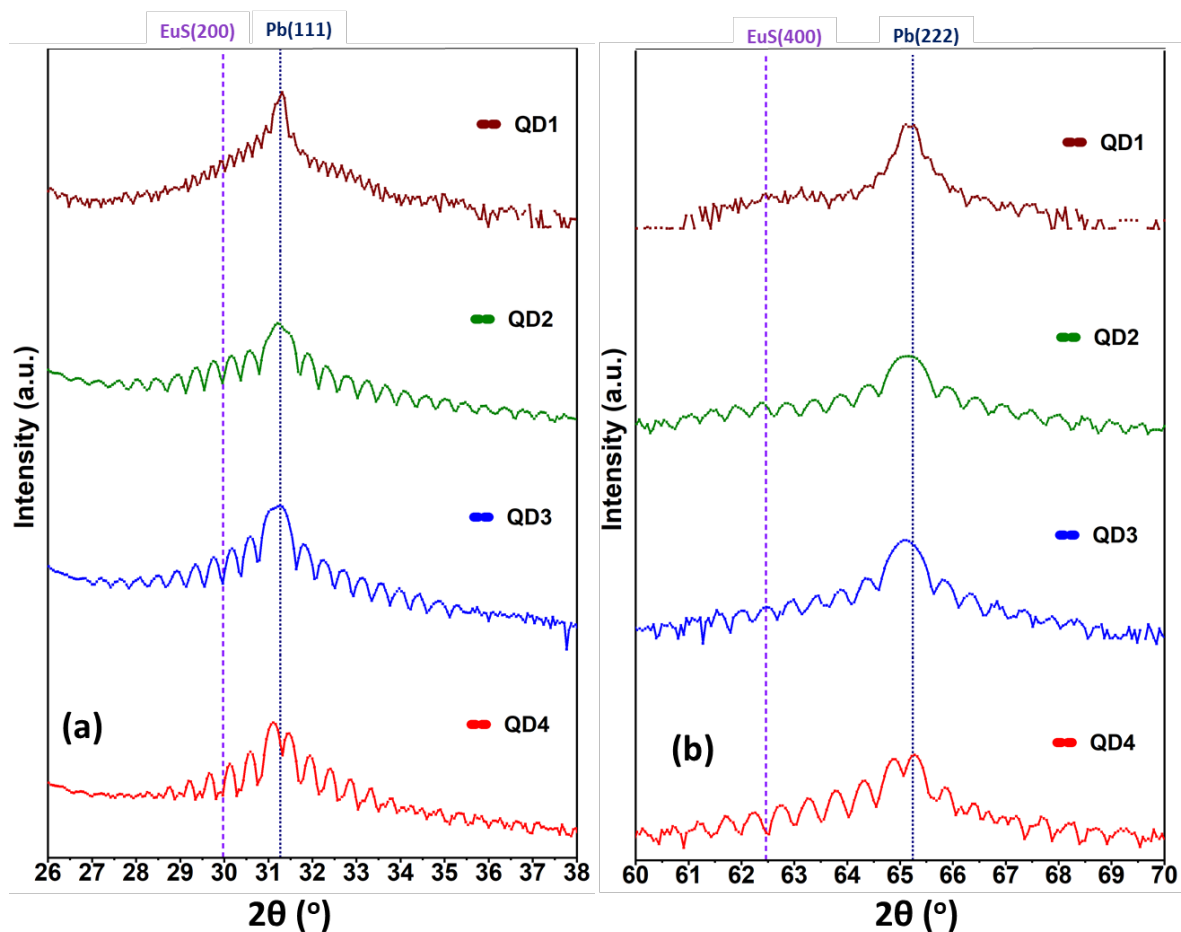 EuS(200) Pb(111)
QD1
QD2
QD3
QD4
(a)
Intensity (a.u.)
26 27 28 29 30 31 32 33 34 35 36 37 38
2θ (°)
EuS(400) Pb(222)
QD1
QD2
QD3
QD4
(b)
Intensity (a.u.)
60 61 62 63 64 65 66 67 68 69 70
2θ (°)